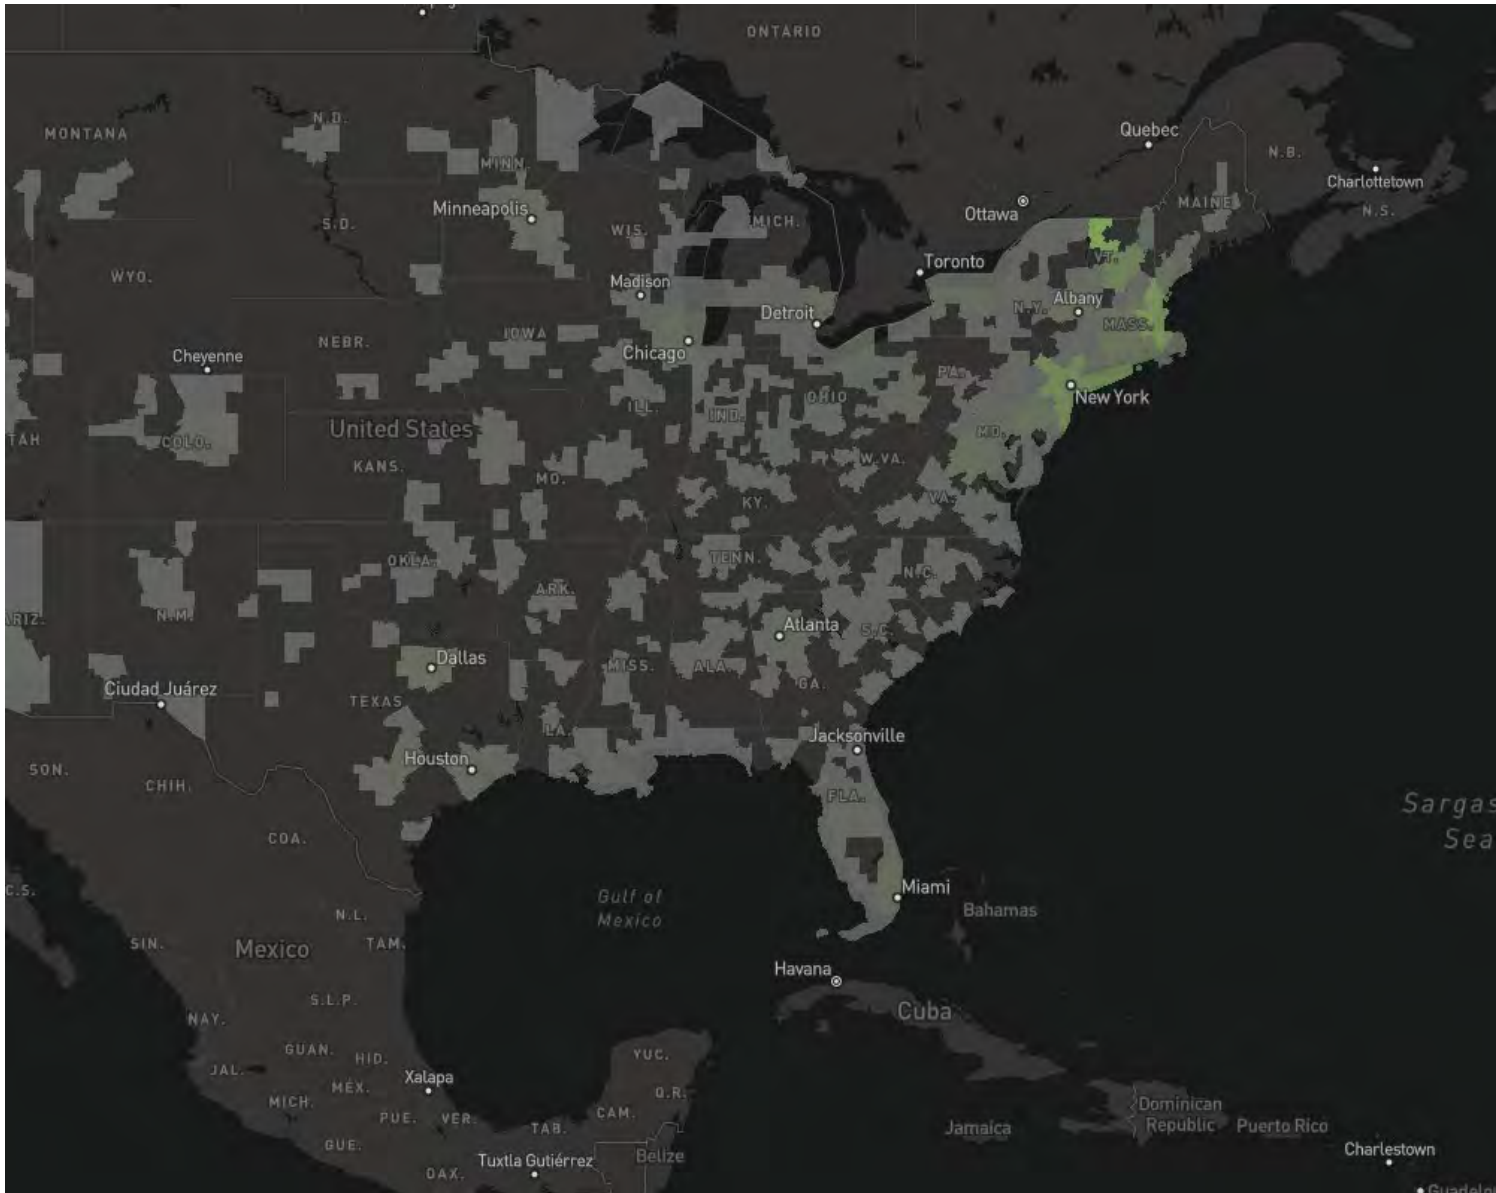 ONTARIO
MONTANA
N.D.
Quebec
N.B.
MINN.
Charlottetown
Minneapolis
MAINE
Ottawa
N.S.
S.D.
WIS.
MICH.
VT.
WYO.
Toronto
Madison
Albany
N.Y.
Detroit
MASS.
IOWA
NEBR.
Chicago
Cheyenne
PA.
New York
ILL.
IND.
OHIO
United States
MD.
TAH
COLO.
KANS.
W.VA.
MO.
KY.
VA.
OKLA.
TENN.
N.C.
ARK.
N.M.
ARIZ.
Atlanta
S.C.
Dallas
MISS.
ALA.
GA.
Ciudad Juárez
TEXAS
LA.
Jacksonville
Houston
SON.
CHIH.
FLA.
Sargas
Sea
COA.
C.S.
Gulf of
Mexico
Miami
Bahamas
N.L.
SIN.
Mexico
TAM.
Havana
S.L.P.
Cuba
NAY.
GUAN.
HID.
YUC.
JAL.
Xalapa
MÉX.
Q.R.
MICH.
PUE.
VER.
CAM.
Dominican
Republic
TAB.
Jamaica
Puerto Rico
GUE.
Belize
Tuxtla Gutiérrez
Charlestown
OAX.
Guadelo